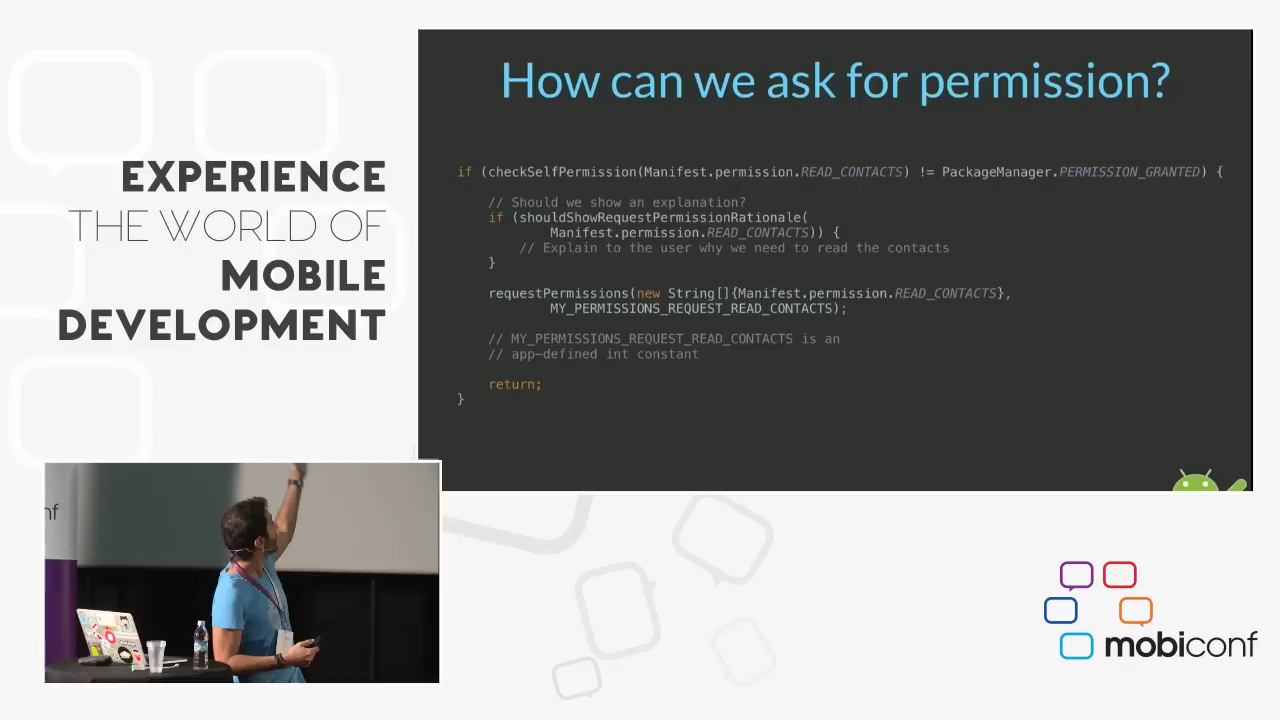 EXPERIENCE
THE WORLD OF
MOBILE
DEVELOPMENT
How can we ask for permission?
if (checkSelfPermission(Manifest.permission.READ_CONTACTS) != PackageManager.PERMISSION_GRANTED) {
// Should we show an explanation?
if (shouldShowRequestPermissionRationale(
Manifest.permission.READ_CONTACTS)) {
// Explain to the user why we need to read the contacts
}
requestPermissions(new String[]{Manifest.permission.READ_CONTACTS},
MY_PERMISSIONS_REQUEST_READ_CONTACTS);
// MY_PERMISSIONS_REQUEST_READ_CONTACTS is an
// app-defined int constant
return;
}
nf
mobiconf